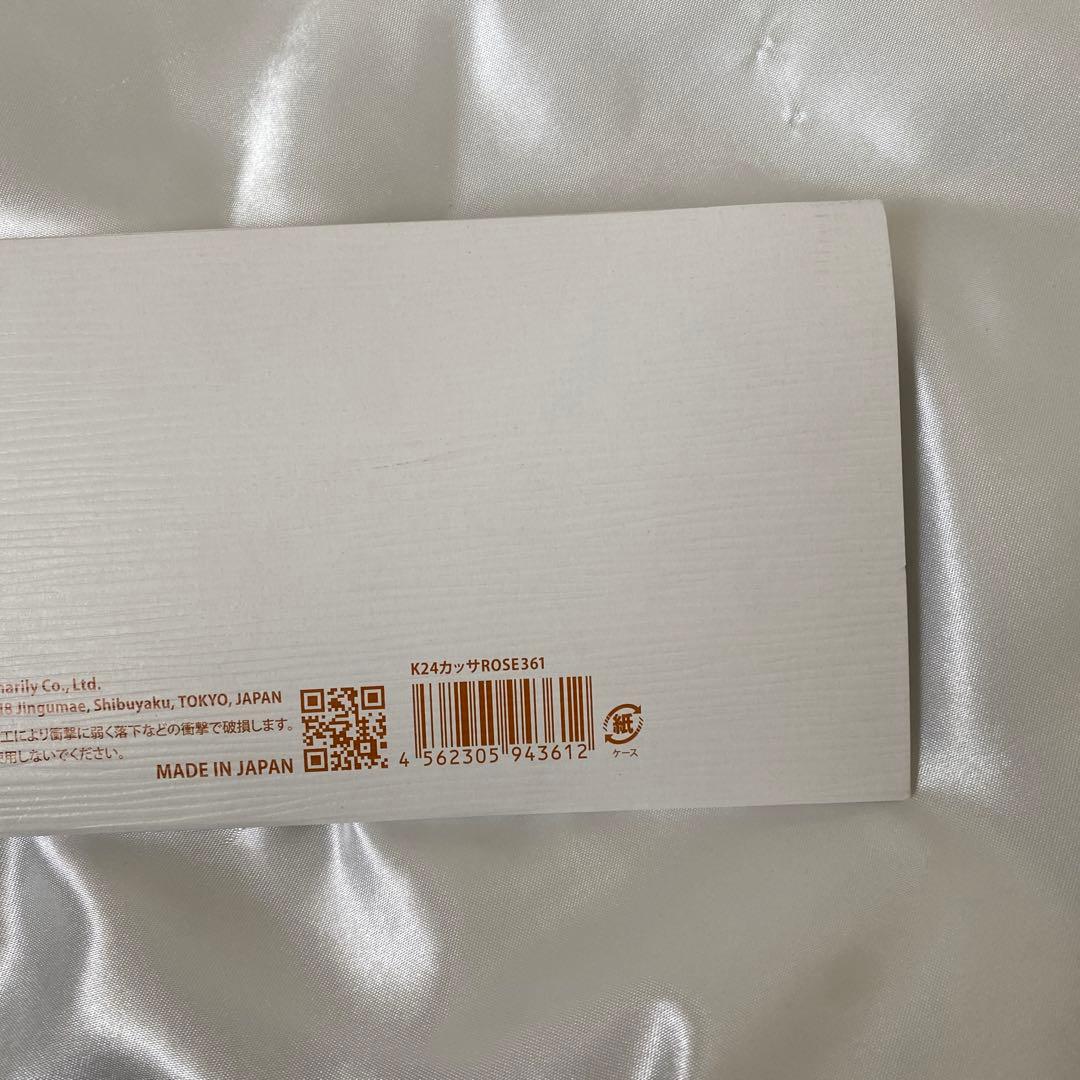 K24カッサROSE361
Co., Ltd.
Jingumae, Shibuyaku, TOKYO, JAPAN
工により衝撃に弱く落下などの衝撃で破損します。
使用しないでください。
MADE IN JAPAN
4 562305 943612
紙
ケース